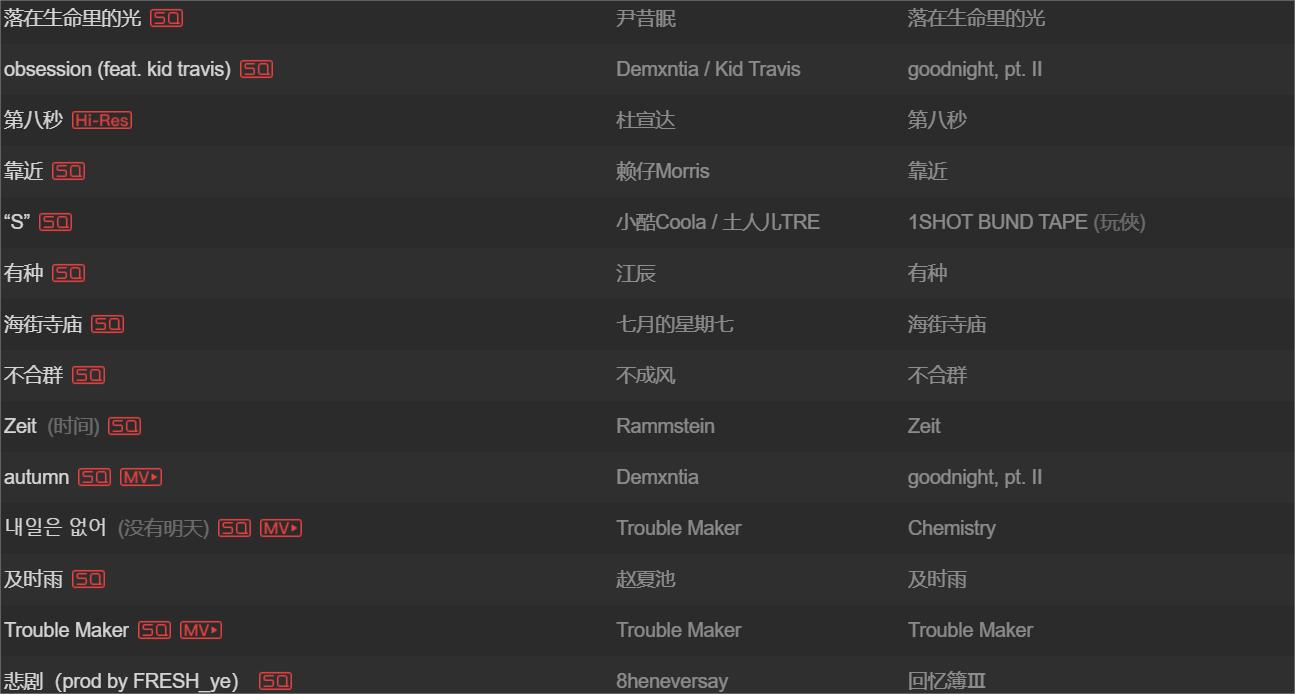 落在生命里的光 SQ 尹昔眠 落在生命里的光
obsession (feat. kid travis) SQ Demxntia / Kid Travis goodnight, pt. II
第八秒 Hi-Res 杜宣达 第八秒
靠近 SQ 赖仔Morris 靠近
“S” SQ 小酷Coola / 土人儿TRE 1SHOT BUND TAPE (玩俠)
有种 SQ 江辰 有种
海街寺庙 SQ 七月的星期七 海街寺庙
不合群 SQ 不成风 不合群
Zeit (时间) SQ Rammstein Zeit
autumn SQ MV Demxntia goodnight, pt. II
내일은 없어 (没有明天) SQ MV Trouble Maker Chemistry
及时雨 SQ 赵夏池 及时雨
Trouble Maker SQ MV Trouble Maker Trouble Maker
悲剧（prod by FRESH_ye） SQ 8heneversay 回忆簿Ⅲ